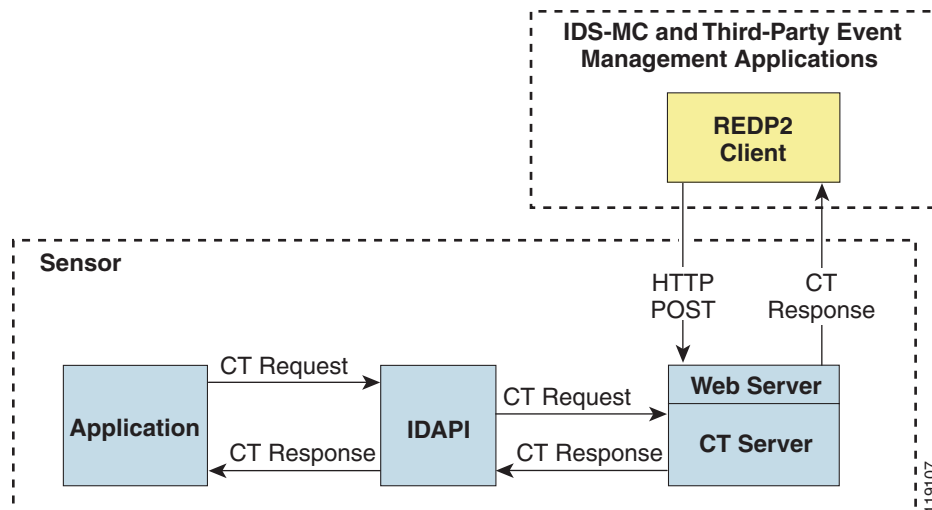 IDS-MC and Third-Party Event
Management Applications
REDP2
Client
Sensor
HTTP
POST
CT
Response
CT Request
Application
CT Response
IDAPI
CT Request
CT Response
Web Server
CT Server
119107